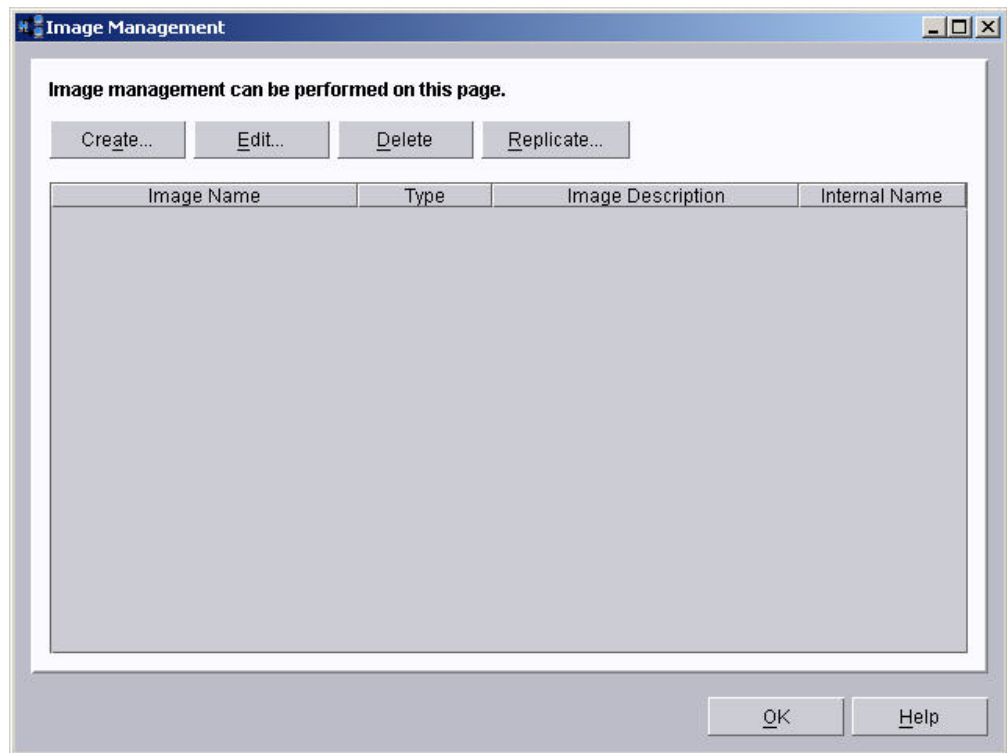 Image Management
Image management can be performed on this page.
Create... Edit... Delete Replicate...
Image Name Type Image Description Internal Name
OK Help